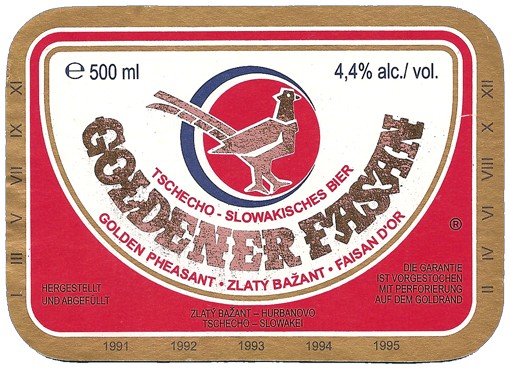 ℮ 500 ml
4,4% alc./ vol.
TSCHECHO - SLOWAKISCHES BIER
GOLDENER FASAN
GOLDEN PHEASANT · ZLATÝ BAŽANT · FAISAN D'OR
®
HERGESTELLT
UND ABGEFÜLLT
DIE GARANTIE
IST VORGESTOCHEN
MIT PERFORIERUNG
AUF DEM GOLDRAND
ZLATÝ BAŽANT - HURBANOVO
TSCHECHO - SLOWAKEI
I III V VII IX XI
II IV VI VIII X XII
1991 1992 1993 1994 1995